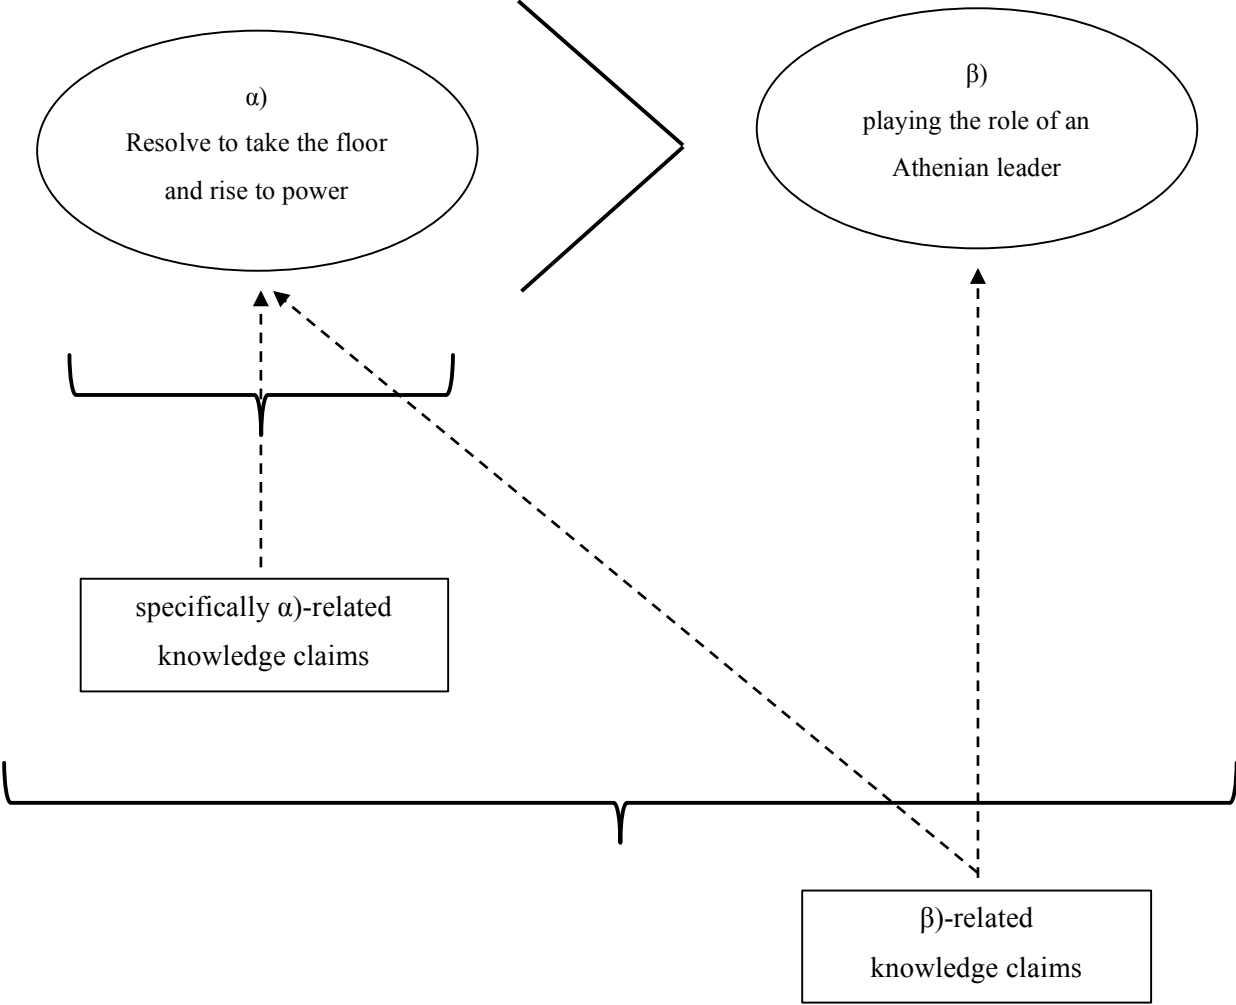 α)
Resolve to take the floor
and rise to power
β)
playing the role of an
Athenian leader
specifically α)-related
knowledge claims
β)-related
knowledge claims